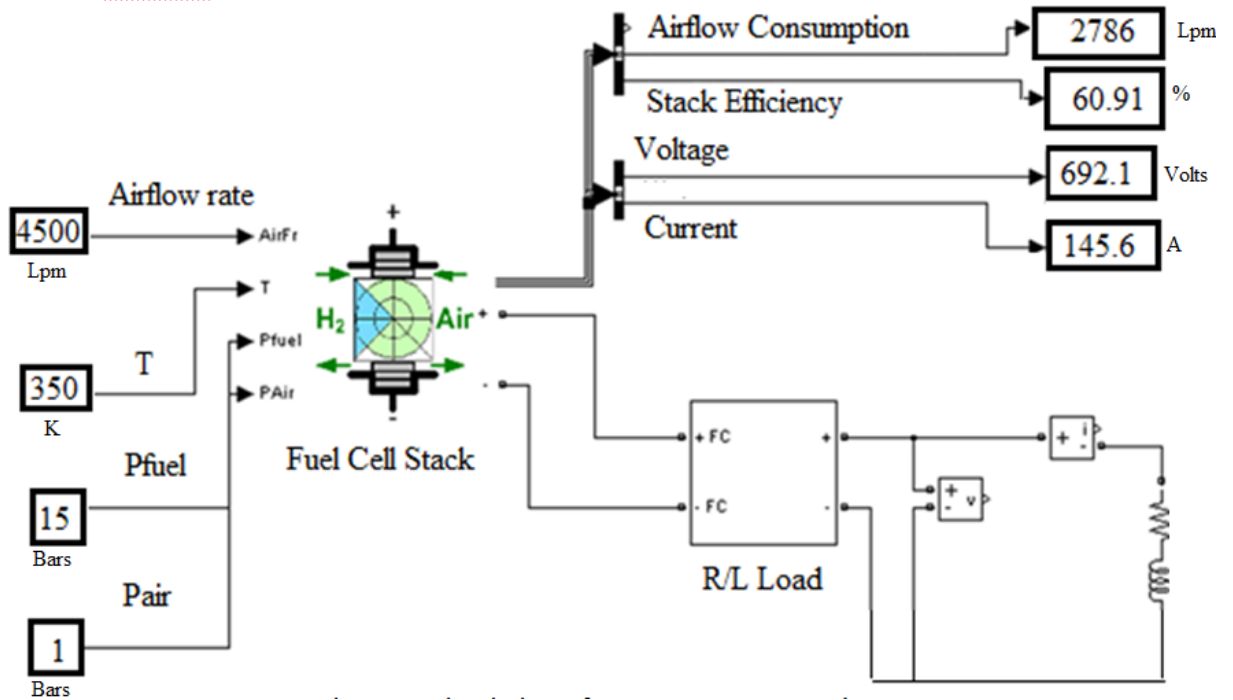 Airflow Consumption
2786 Lpm
Stack Efficiency
60.91 %
Voltage
692.1 Volts
Current
145.6 A
Airflow rate
4500
Lpm
AirFr
T
Pfuel
PAir
T
350
K
Pfuel
15
Bars
Pair
1
Bars
+
H2 Air
-
+
-
Fuel Cell Stack
+ FC +
- FC -
R/L Load
+ i -
+ v -